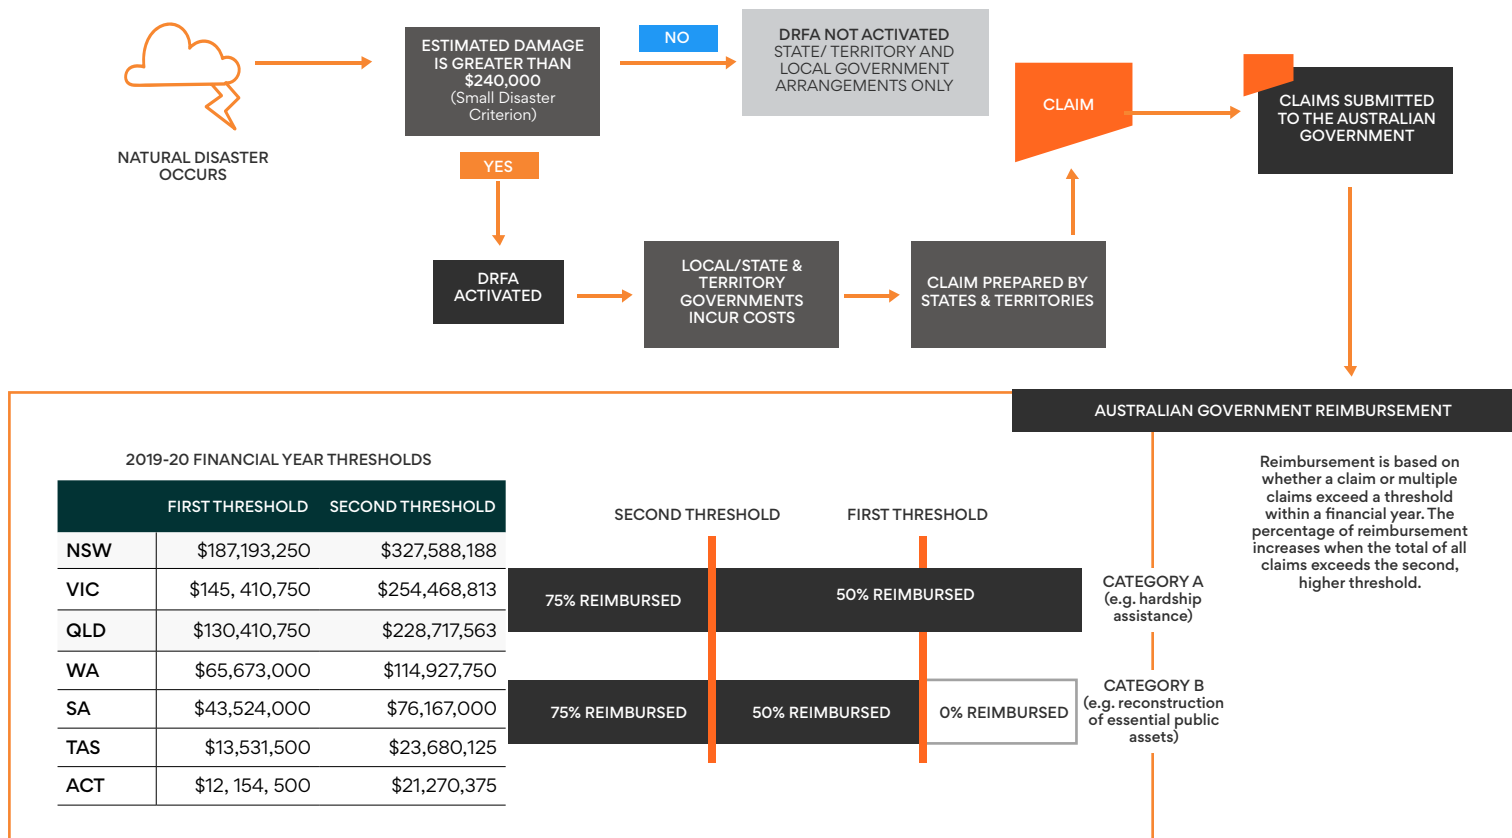 NATURAL DISASTER
OCCURS
ESTIMATED DAMAGE
IS GREATER THAN
$240,000
(Small Disaster
Criterion)
NO
DRFA NOT ACTIVATED
STATE/ TERRITORY AND
LOCAL GOVERNMENT
ARRANGEMENTS ONLY
YES
DRFA
ACTIVATED
LOCAL/STATE &
TERRITORY
GOVERNMENTS
INCUR COSTS
CLAIM PREPARED BY
STATES & TERRITORIES
CLAIM
CLAIMS SUBMITTED
TO THE AUSTRALIAN
GOVERNMENT
AUSTRALIAN GOVERNMENT REIMBURSEMENT
Reimbursement is based on
whether a claim or multiple
claims exceed a threshold
within a financial year. The
percentage of reimbursement
increases when the total of all
claims exceeds the second,
higher threshold.
2019-20 FINANCIAL YEAR THRESHOLDS
FIRST THRESHOLD SECOND THRESHOLD
NSW $187,193,250 $327,588,188
VIC $145, 410,750 $254,468,813
QLD $130,410,750 $228,717,563
WA $65,673,000 $114,927,750
SA $43,524,000 $76,167,000
TAS $13,531,500 $23,680,125
ACT $12, 154, 500 $21,270,375
SECOND THRESHOLD FIRST THRESHOLD
75% REIMBURSED 50% REIMBURSED
CATEGORY A
(e.g. hardship
assistance)
75% REIMBURSED 50% REIMBURSED 0% REIMBURSED
CATEGORY B
(e.g. reconstruction
of essential public
assets)